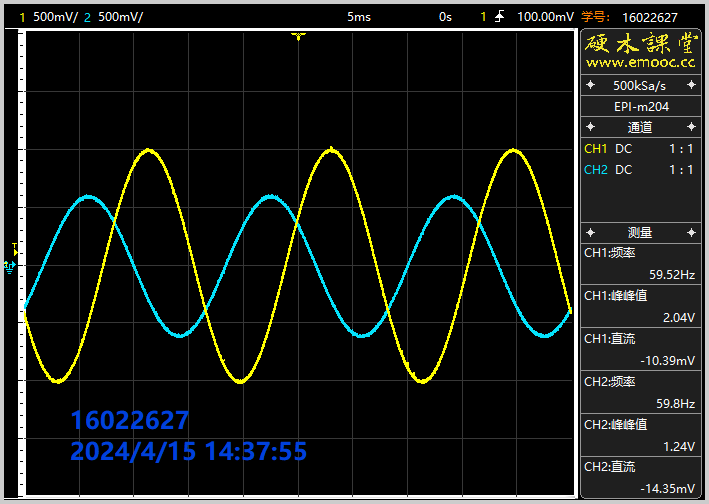 1 500mV/ 2 500mV/ 5ms 0s 1 100.00mV 学号: 16022627
硬木課堂
www.emooc.cc
500kSa/s
EPI-m204
通道
CH1 DC 1 : 1
CH2 DC 1 : 1
测量
CH1:频率
59.52Hz
CH1:峰峰值
2.04V
CH1:直流
-10.39mV
CH2:频率
59.8Hz
CH2:峰峰值
1.24V
CH2:直流
-14.35mV
T
16022627
2024/4/15 14:37:55